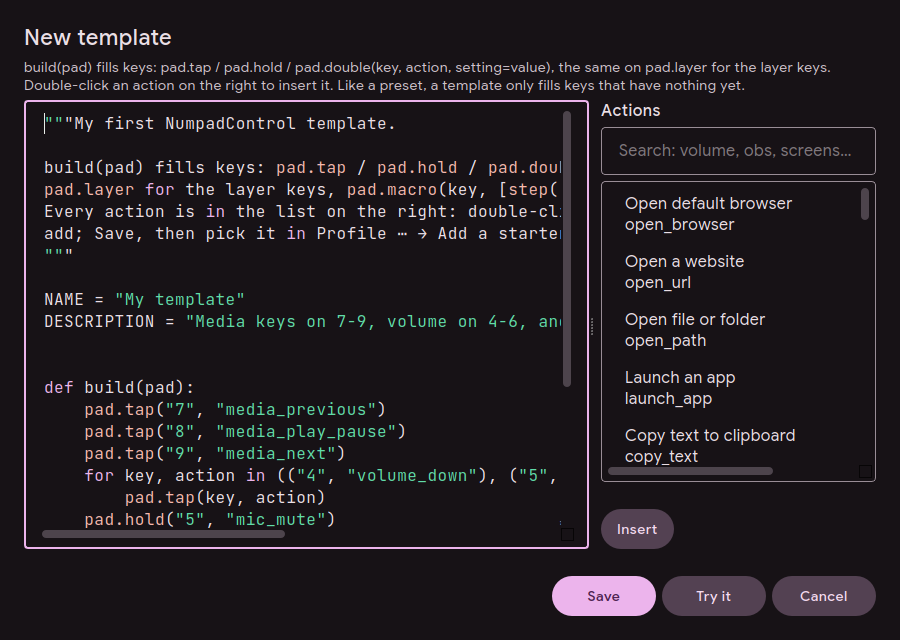 New template
build(pad) fills keys: pad.tap / pad.hold / pad.double(key, action, setting=value), the same on pad.layer for the layer keys.
Double-click an action on the right to insert it. Like a preset, a template only fills keys that have nothing yet.
"""My first NumpadControl template.
build(pad) fills keys: pad.tap / pad.hold / pad.dou
pad.layer for the layer keys, pad.macro(key, [step(
Every action is in the list on the right: double-cl
add; Save, then pick it in Profile ⋯ → Add a starte
"""
NAME = "My template"
DESCRIPTION = "Media keys on 7-9, volume on 4-6, an
def build(pad):
    pad.tap("7", "media_previous")
    pad.tap("8", "media_play_pause")
    pad.tap("9", "media_next")
    for key, action in (("4", "volume_down"), ("5",
        pad.tap(key, action)
    pad.hold("5", "mic_mute")
Actions
Search: volume, obs, screens...
Open default browser
open_browser
Open a website
open_url
Open file or folder
open_path
Launch an app
launch_app
Copy text to clipboard
copy_text
Insert
Save
Try it
Cancel